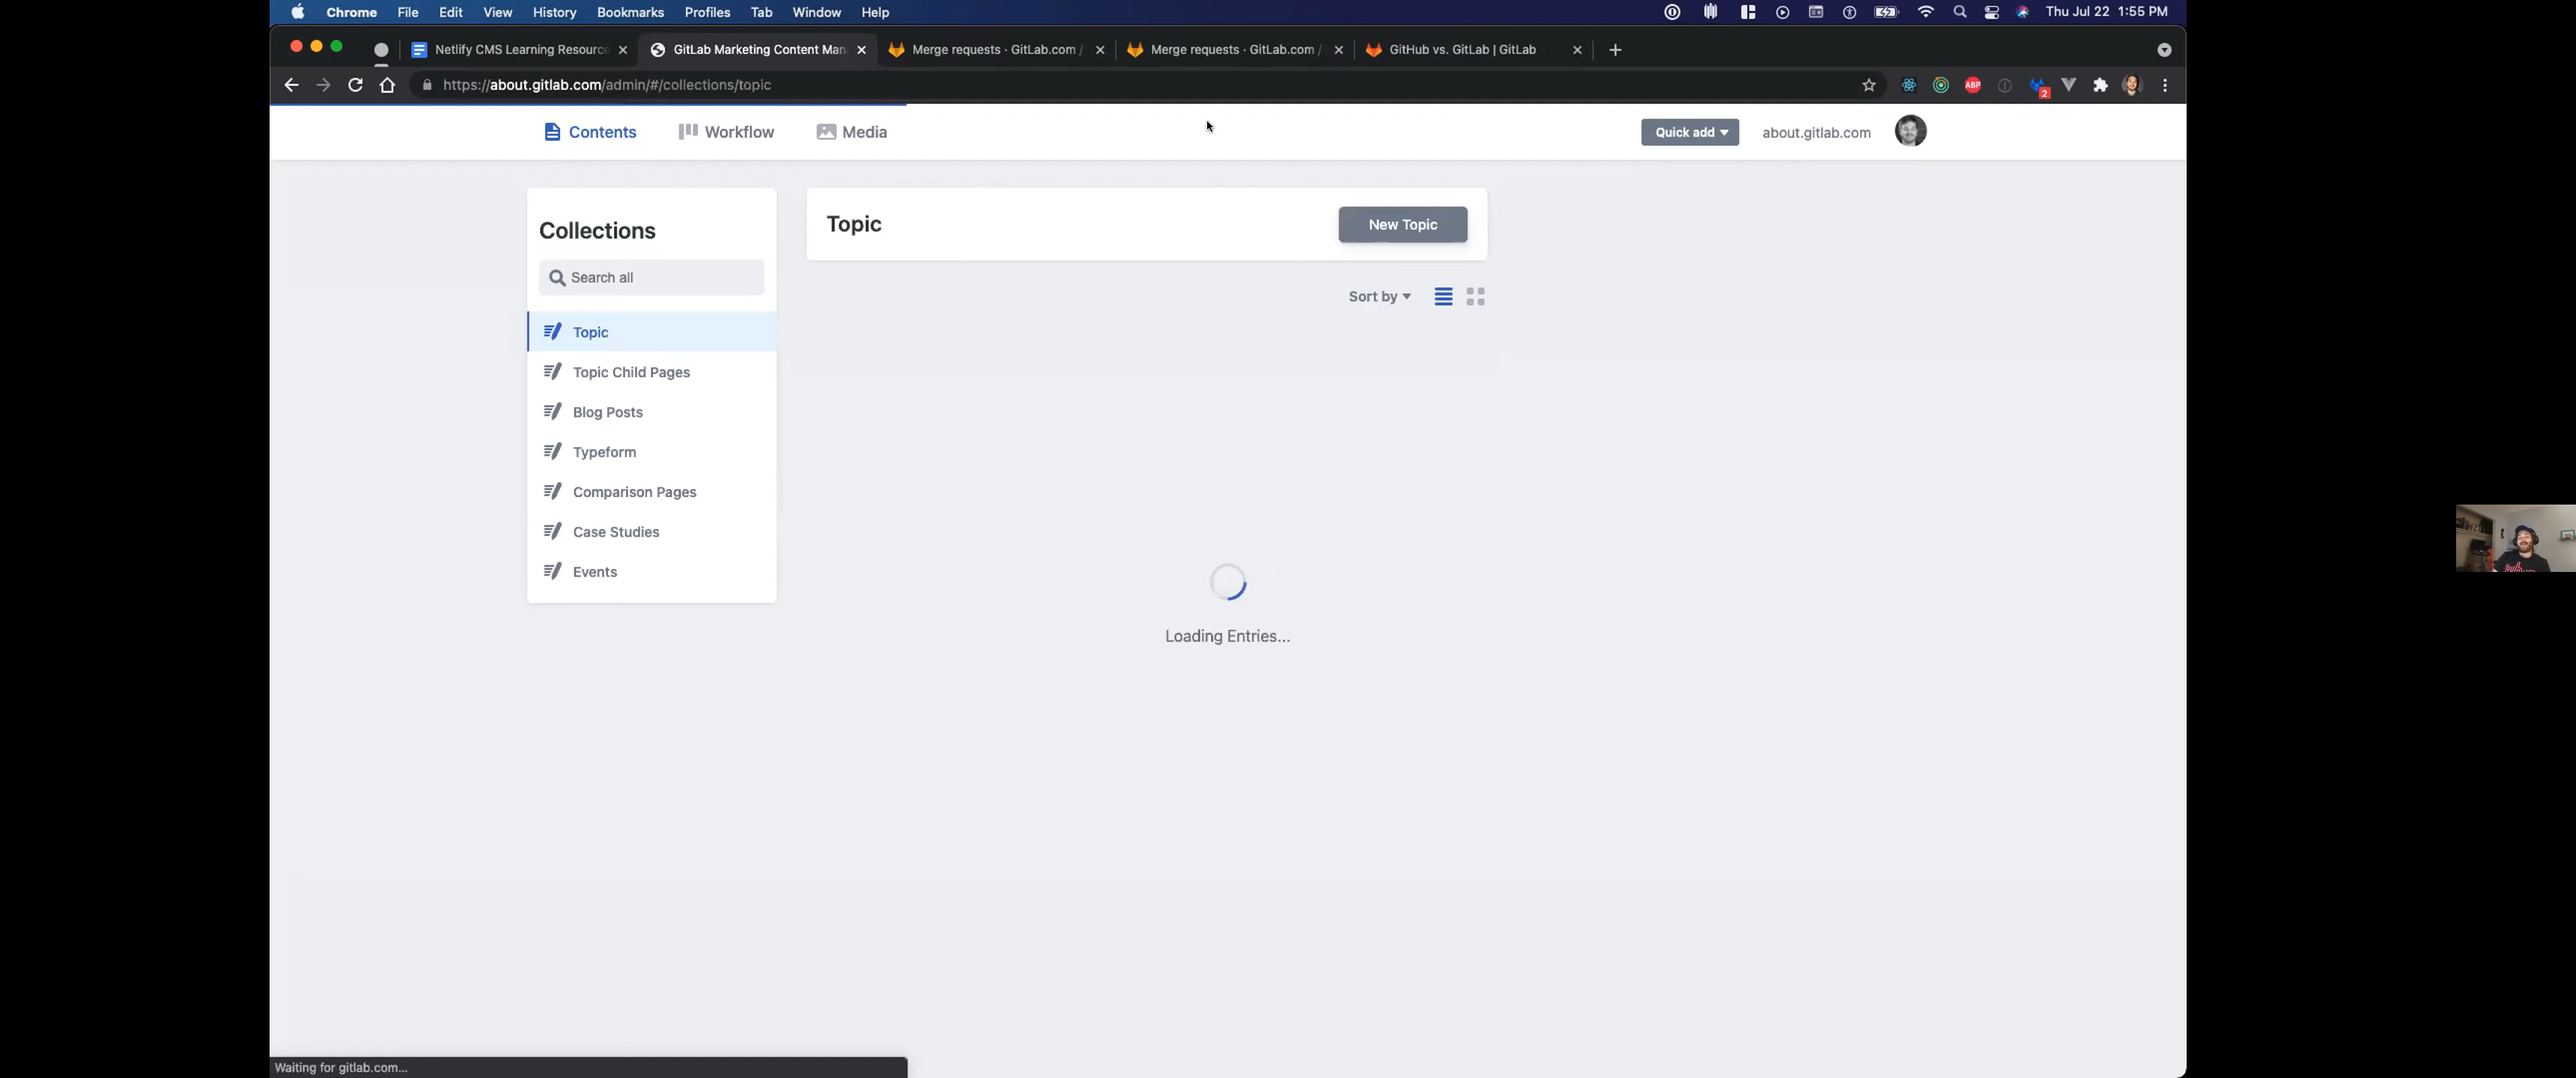 Chrome File Edit View History Bookmarks Profiles Tab Window Help Thu Jul 22 1:55 PM
Netlify CMS Learning Resource GitLab Marketing Content Man Merge requests · GitLab.com / Merge requests · GitLab.com / GitHub vs. GitLab | GitLab
https://about.gitlab.com/admin/#/collections/topic ABP 2
Contents Workflow Media Quick add about.gitlab.com
Collections
Search all
Topic
Topic Child Pages
Blog Posts
Typeform
Comparison Pages
Case Studies
Events
Topic New Topic
Sort by
Loading Entries...
Waiting for gitlab.com...